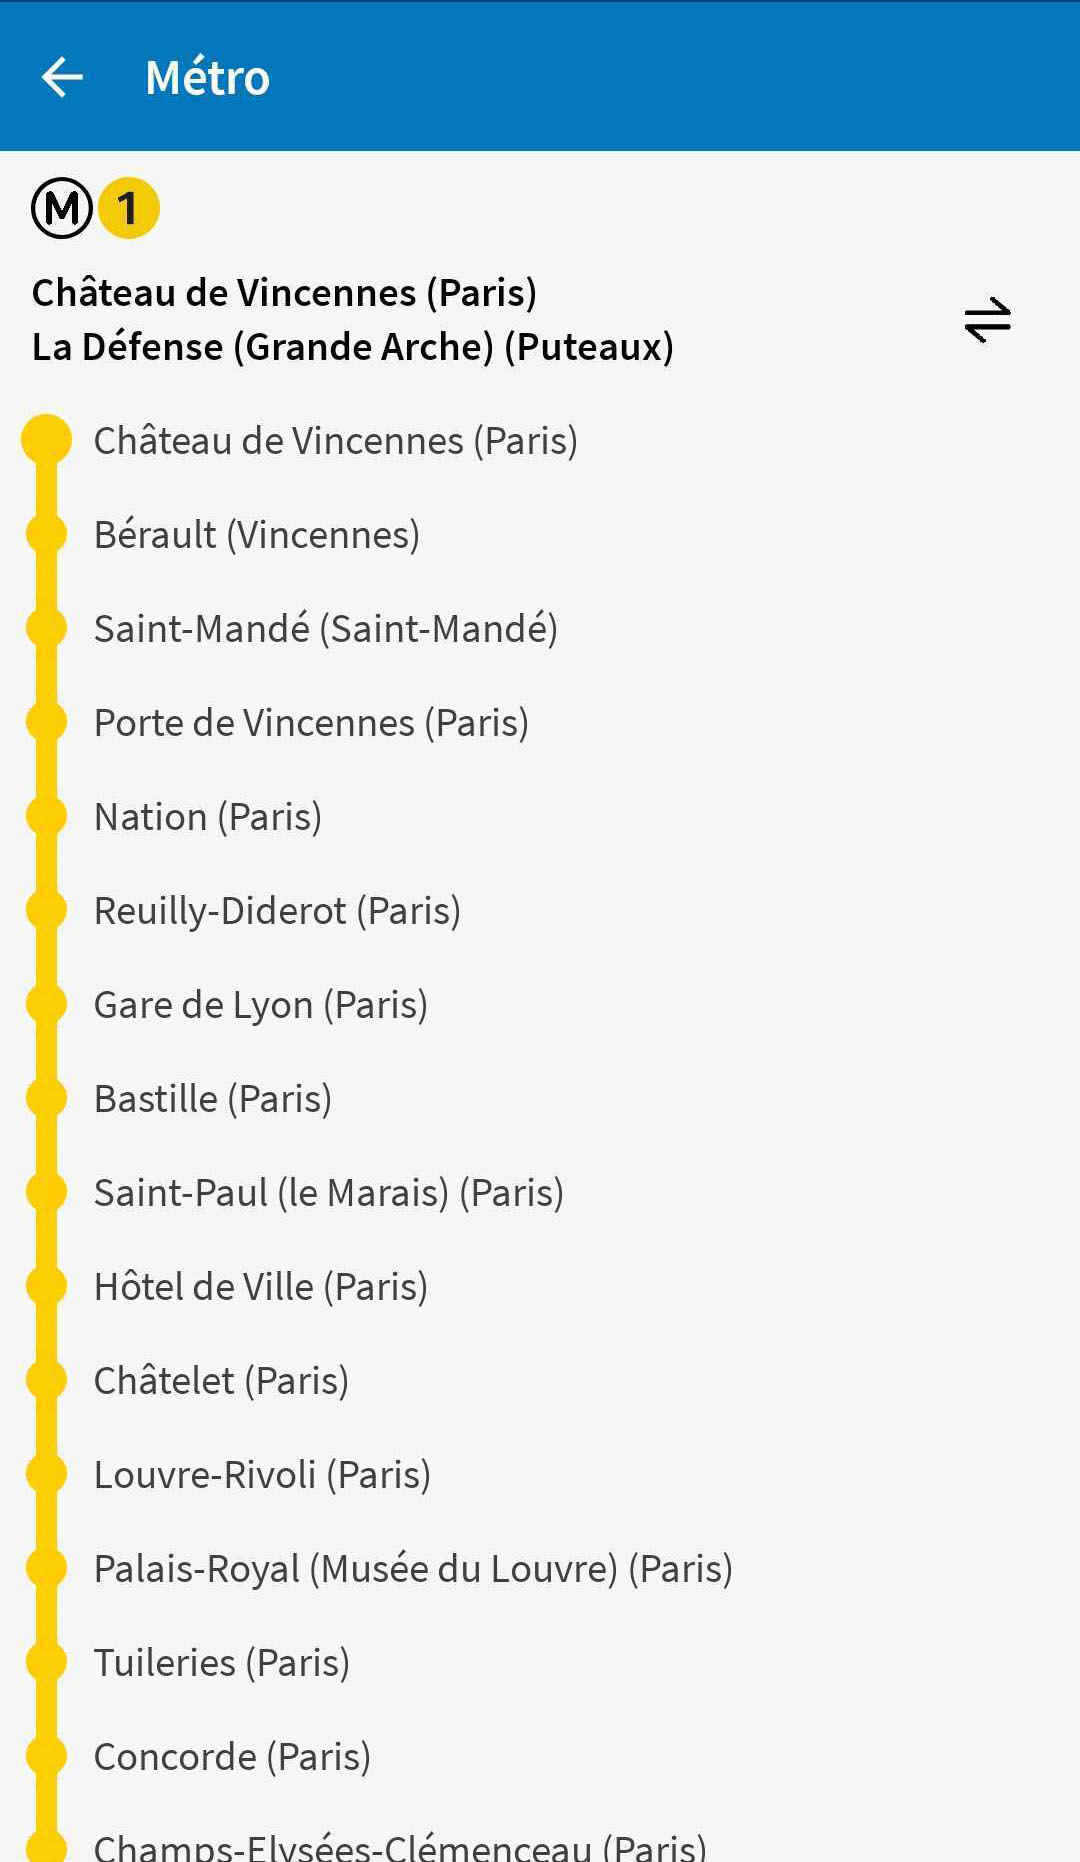 Métro
M 1
Château de Vincennes (Paris)
La Défense (Grande Arche) (Puteaux)
Château de Vincennes (Paris)
Bérault (Vincennes)
Saint-Mandé (Saint-Mandé)
Porte de Vincennes (Paris)
Nation (Paris)
Reuilly-Diderot (Paris)
Gare de Lyon (Paris)
Bastille (Paris)
Saint-Paul (le Marais) (Paris)
Hôtel de Ville (Paris)
Châtelet (Paris)
Louvre-Rivoli (Paris)
Palais-Royal (Musée du Louvre) (Paris)
Tuileries (Paris)
Concorde (Paris)
Champs-Elysées-Clémenceau (Paris)